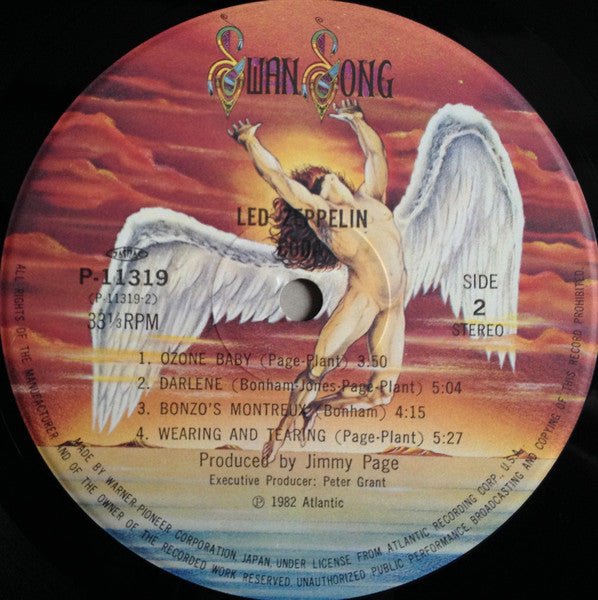 SWAN SONG
LED ZEPPELIN
CODA
JASRAC
P-11319
(P-11319-2)
33⅓RPM
SIDE
2
STEREO
1. OZONE BABY (Page-Plant) 3:50
2. DARLENE (Bonham-Jones-Page-Plant) 5:04
3. BONZO'S MONTREUX (Bonham) 4:15
4. WEARING AND TEARING (Page-Plant) 5:27
Produced by Jimmy Page
Executive Producer: Peter Grant
Ⓟ 1982 Atlantic
MADE BY WARNER-PIONEER CORPORATION, JAPAN, UNDER LICENSE FROM ATLANTIC RECORDING CORP., U.S.A.
ALL RIGHTS OF THE MANUFACTURER AND OF THE OWNER OF THE RECORDED WORK RESERVED. UNAUTHORIZED PUBLIC PERFORMANCE, BROADCASTING AND COPYING OF THIS RECORD PROHIBITED.